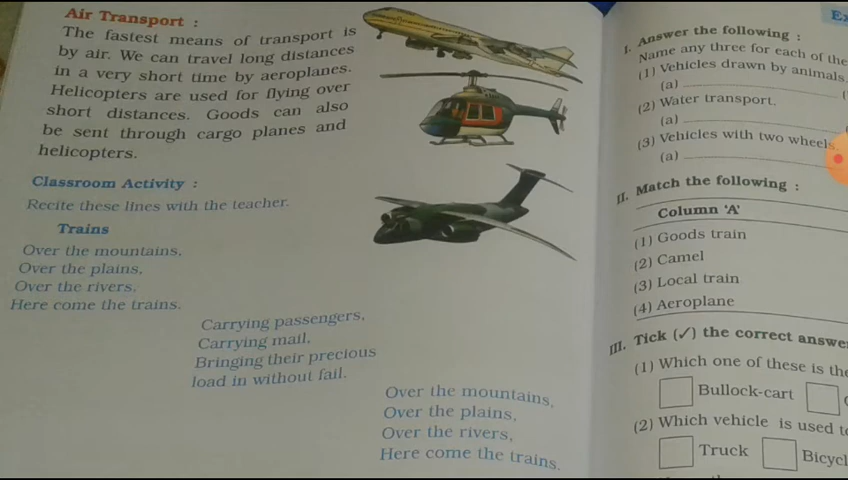 Air Transport :
The fastest means of transport is
by air. We can travel long distances
in a very short time by aeroplanes.
Helicopters are used for flying over
short distances. Goods can also
be sent through cargo planes and
helicopters.
Classroom Activity :
Recite these lines with the teacher.
Trains
Over the mountains,
Over the plains,
Over the rivers,
Here come the trains.
Carrying passengers,
Carrying mail,
Bringing their precious
load in without fail.
Over the mountains,
Over the plains,
Over the rivers,
Here come the trains.
I. Answer the following :
Name any three for each of the
(1) Vehicles drawn by animals.
(a)
(2) Water transport.
(a)
(3) Vehicles with two wheels.
(a)
II. Match the following :
Column 'A'
(1) Goods train
(2) Camel
(3) Local train
(4) Aeroplane
III. Tick (✓) the correct
(1) Which one of these is the
Bullock-cart
(2) Which vehicle is used
Truck